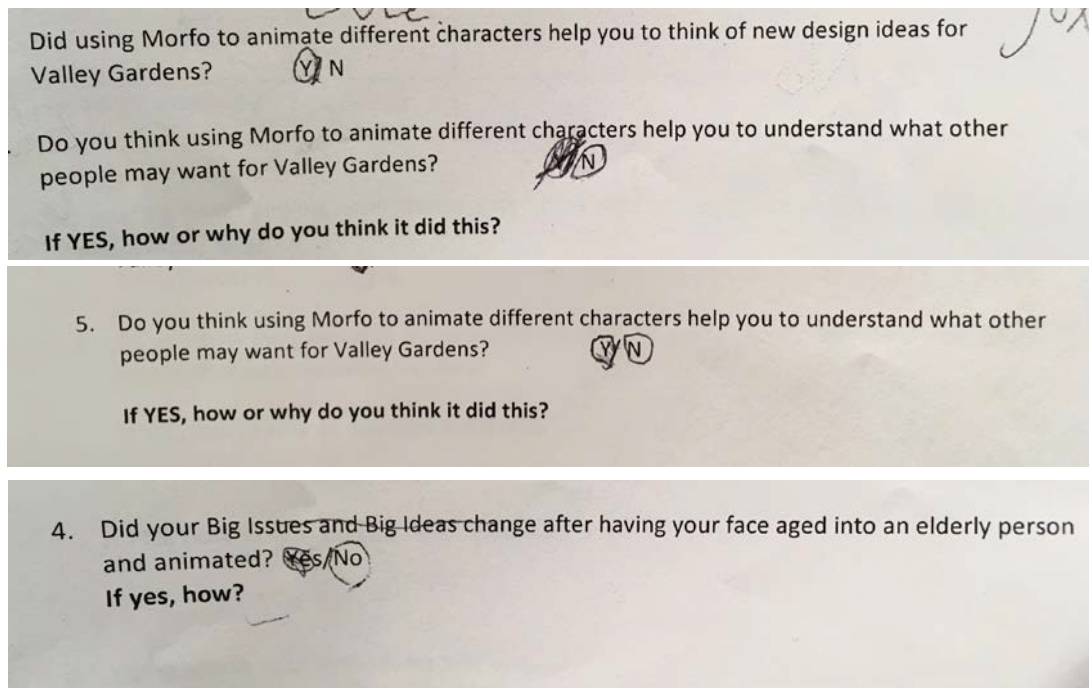 Did using Morfo to animate different characters help you to think of new design ideas for
Valley Gardens? Y/ N
Do you think using Morfo to animate different characters help you to understand what other
people may want for Valley Gardens? N
If YES, how or why do you think it did this?
5. Do you think using Morfo to animate different characters help you to understand what other
people may want for Valley Gardens? Y/N
If YES, how or why do you think it did this?
4. Did your Big Issues and Big Ideas change after having your face aged into an elderly person
and animated? Yes/No
If yes, how?